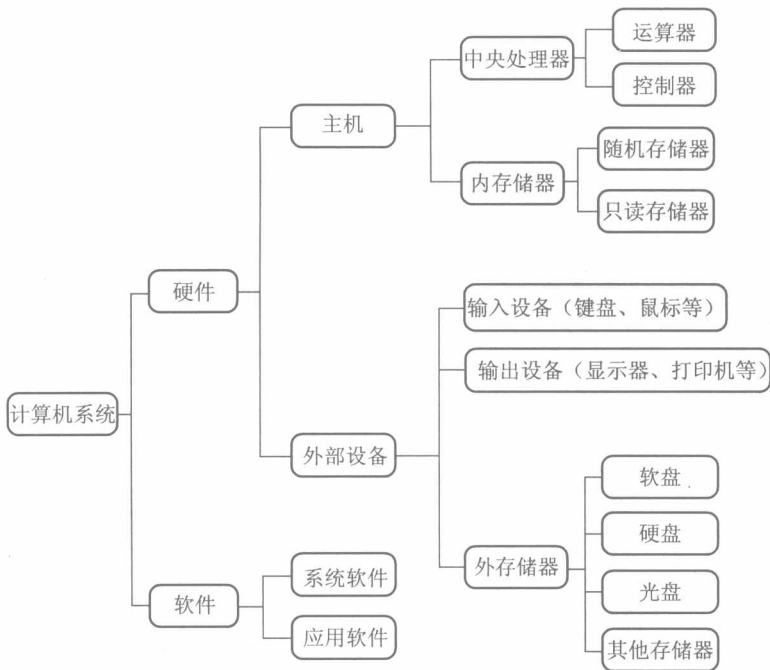 运算器
中央处理器
控制器
主机
随机存储器
内存储器
只读存储器
硬件
输入设备（键盘、鼠标等）
输出设备（显示器、打印机等）
计算机系统
外部设备
软盘
硬盘
外存储器
系统软件
光盘
软件
应用软件
其他存储器